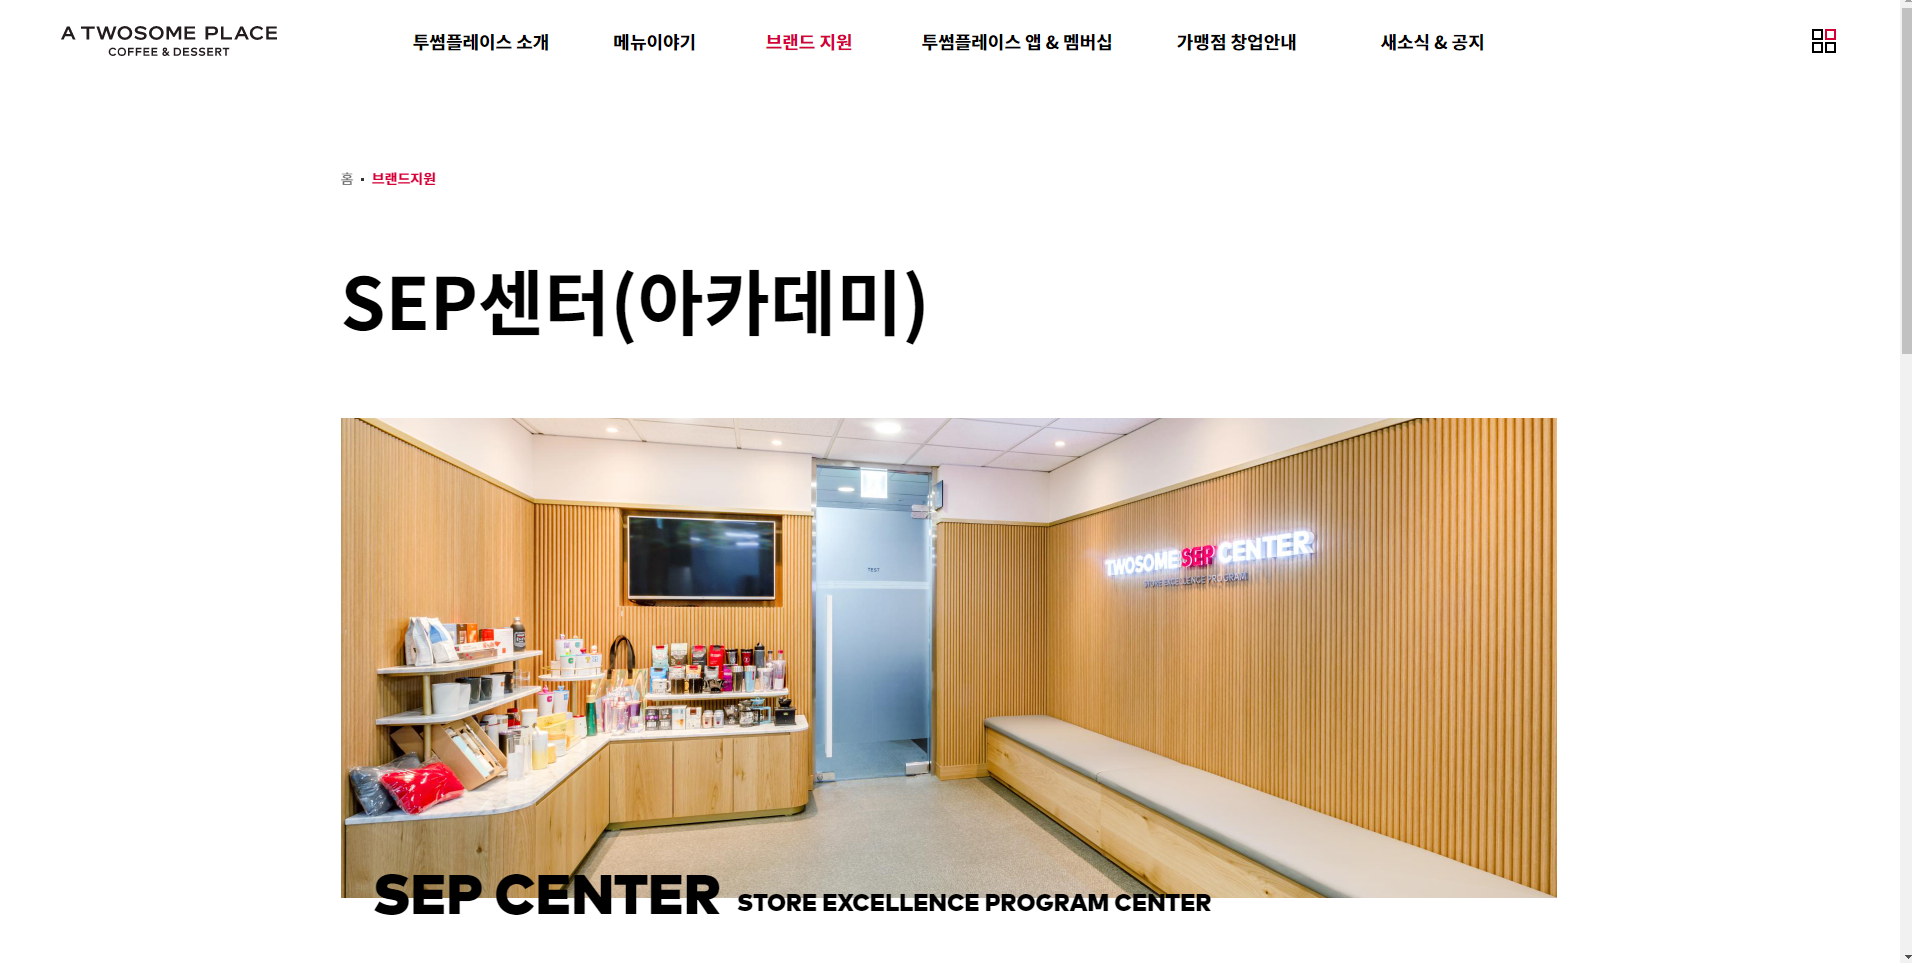 A TWOSOME PLACE
COFFEE & DESSERT
투썸플레이스 소개
메뉴이야기
브랜드 지원
투썸플레이스 앱 & 멤버십
가맹점 창업안내
새소식 & 공지
홈 • 브랜드지원
SEP센터(아카데미)
TEST
TWOSOME SEP CENTER
STORE EXCELLENCE PROGRAM
SEP CENTER STORE EXCELLENCE PROGRAM CENTER